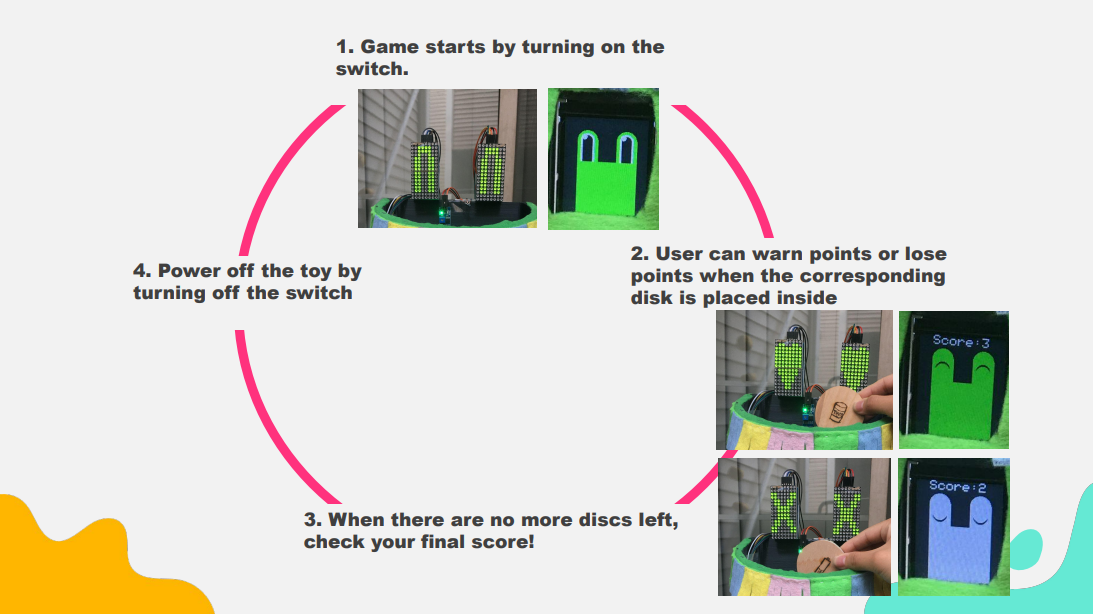 1. Game starts by turning on the
switch.
2. User can warn points or lose
points when the corresponding
disk is placed inside
Score:3
Score:2
3. When there are no more discs left,
check your final score!
4. Power off the toy by
turning off the switch